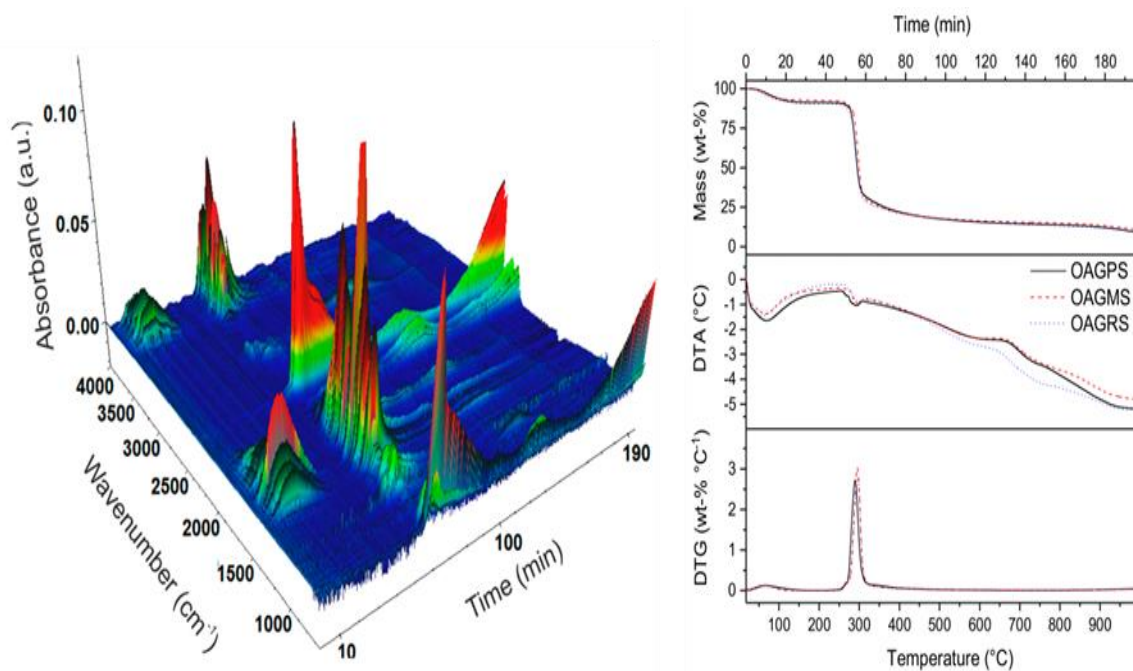 Absorbance (a.u.)
0.10
0.05
0.00
4000
3500
3000
2500
2000
1500
1000
Wavenumber (cm⁻¹)
10
100
190
Time (min)
Time (min)
0 20 40 60 80 100 120 140 160 180
Mass (wt-%)
100
75
50
25
0
DTA (°C)
0
-1
-2
-3
-4
-5
OAGPS
OAGMS
OAGRS
DTG (wt-% °C⁻¹)
3
2
1
0
100 200 300 400 500 600 700 800 900
Temperature (°C)